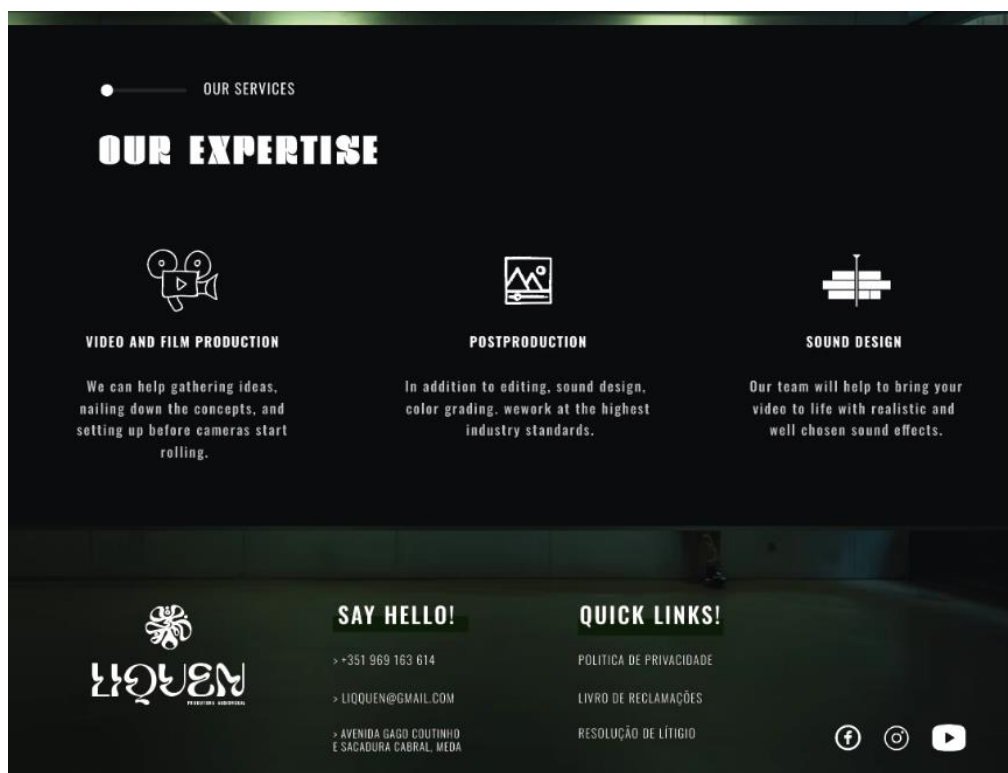 OUR SERVICES
OUR EXPERTISE
VIDEO AND FILM PRODUCTION
We can help gathering ideas,
nailing down the concepts, and
setting up before cameras start
rolling.
POSTPRODUCTION
In addition to editing, sound design,
color grading. wework at the highest
industry standards.
SOUND DESIGN
Our team will help to bring your
video to life with realistic and
well chosen sound effects.
LIQUEN
PRODUTORA AUDIOVISUAL
SAY HELLO!
> +351 969 163 614
> LIQQUEN@GMAIL.COM
> AVENIDA GAGO COUTINHO
E SACADURA CABRAL, MEDA
QUICK LINKS!
POLITICA DE PRIVACIDADE
LIVRO DE RECLAMAÇÕES
RESOLUÇÃO DE LÍTIGIO